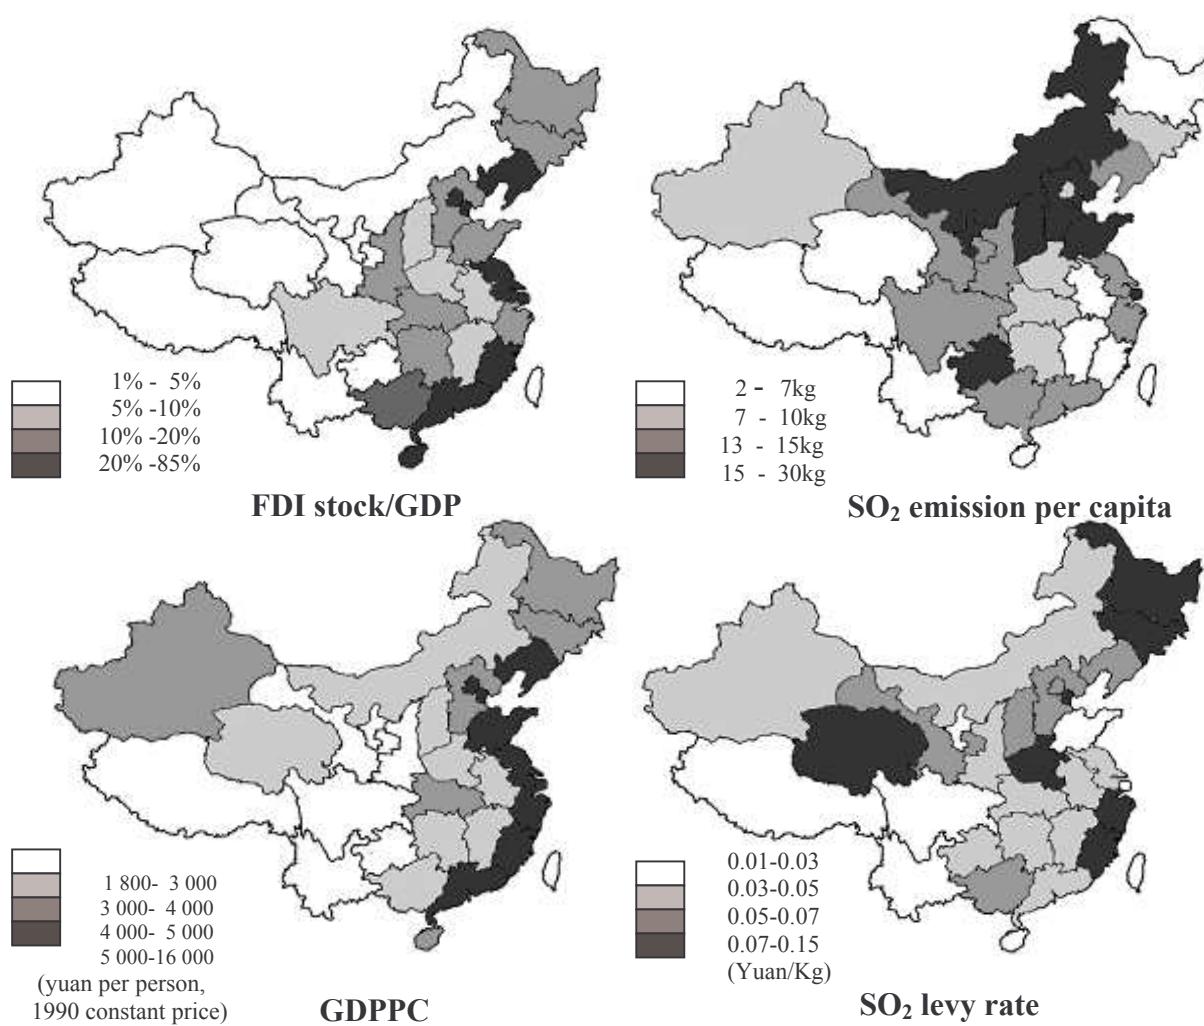 1% - 5%
5% -10%
10% -20%
20% -85%
FDI stock/GDP
2 - 7kg
7 - 10kg
13 - 15kg
15 - 30kg
SO₂ emission per capita
1 800- 3 000
3 000- 4 000
4 000- 5 000
5 000-16 000
(yuan per person,
1990 constant price)
GDPPC
0.01-0.03
0.03-0.05
0.05-0.07
0.07-0.15
(Yuan/Kg)
SO₂ levy rate